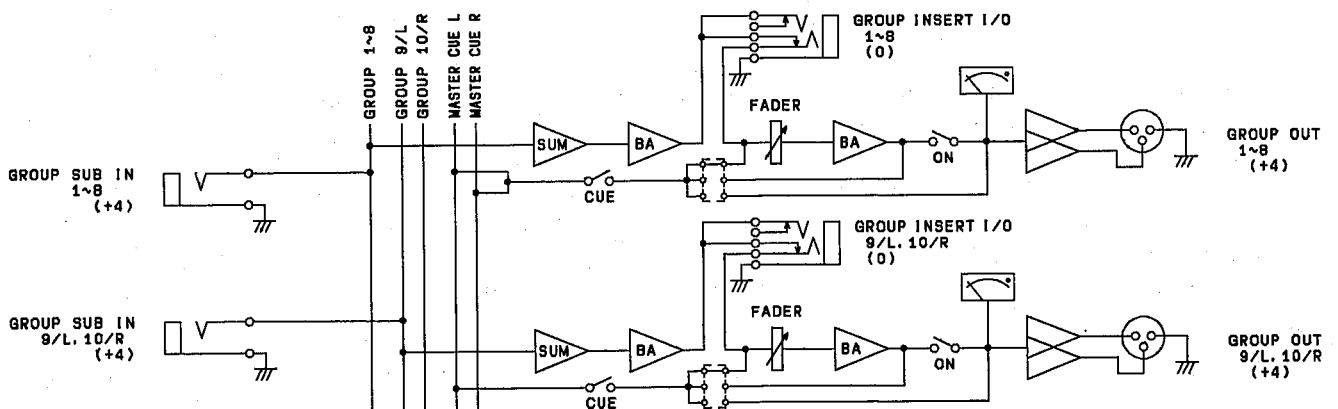 GROUP 1~8
GROUP 9/L
GROUP 10/R
MASTER CUE L
MASTER CUE R
GROUP INSERT I/O
1~8
(0)
FADER
SUM
BA
BA
ON
CUE
GROUP SUB IN
1~8
(+4)
GROUP OUT
1~8
(+4)
GROUP INSERT I/O
9/L. 10/R
(0)
FADER
GROUP SUB IN
9/L. 10/R
(+4)
SUM
BA
BA
ON
CUE
GROUP OUT
9/L. 10/R
(+4)